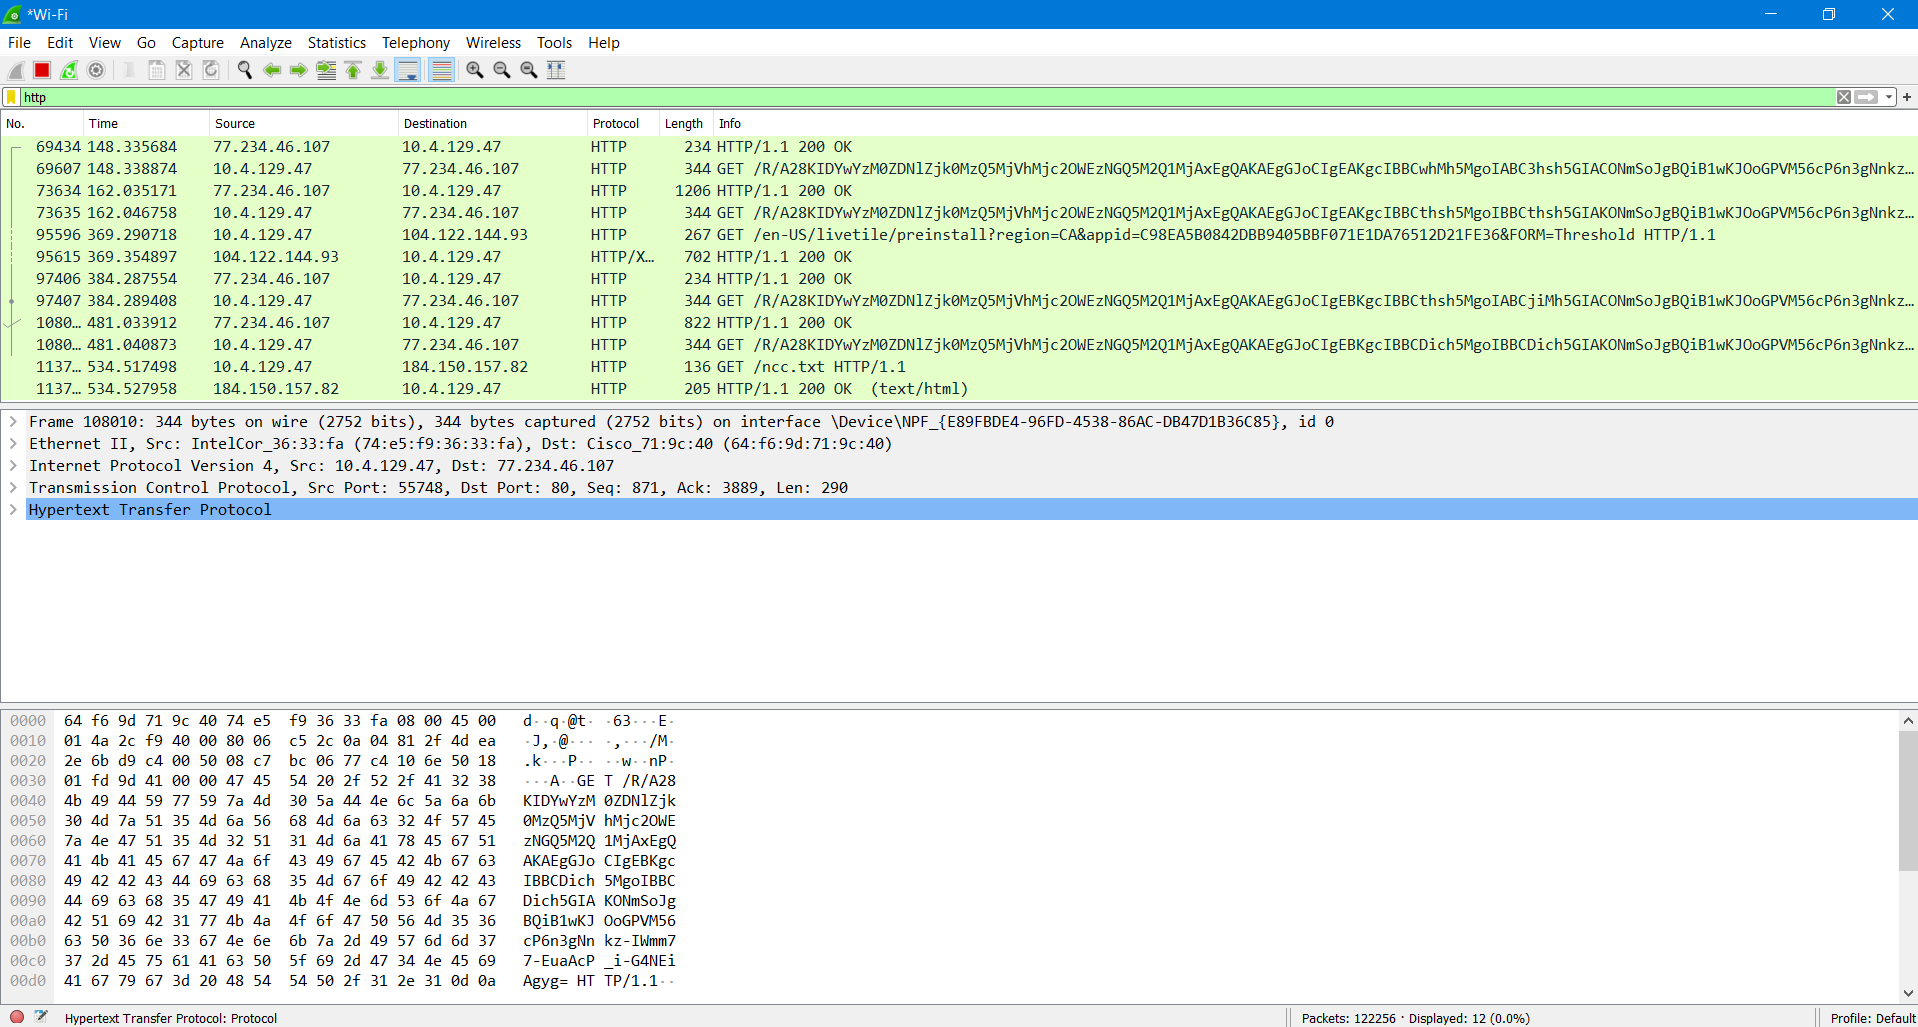 *Wi-Fi
File Edit View Go Capture Analyze Statistics Telephony Wireless Tools Help
http
No. Time Source Destination Protocol Length Info
69434 148.335684 77.234.46.107 10.4.129.47 HTTP 234 HTTP/1.1 200 OK
69607 148.338874 10.4.129.47 77.234.46.107 HTTP 344 GET /R/A28KIDYwYzM0ZDNlZjk0MzQ5MjVhMjc2OWEzNGQ5M2Q1MjAxEgQAKAEgGJoCIgEAKgcIBBCwhMh5MgoIABC3hsh5GIACONmSoJgBQiB1wKJOoGPVM56cP6n3gNnkz...
73634 162.035171 77.234.46.107 10.4.129.47 HTTP 1206 HTTP/1.1 200 OK
73635 162.046758 10.4.129.47 77.234.46.107 HTTP 344 GET /R/A28KIDYwYzM0ZDNlZjk0MzQ5MjVhMjc2OWEzNGQ5M2Q1MjAxEgQAKAEgGJoCIgEAKgcIBBCthsh5MgoIBBCthsh5GIAKONmSoJgBQiB1wKJOoGPVM56cP6n3gNnkz...
95596 369.290718 10.4.129.47 104.122.144.93 HTTP 267 GET /en-US/livetile/preinstall?region=CA&appid=C98EA5B0842DBB9405BBF071E1DA76512D21FE36&FORM=Threshold HTTP/1.1
95615 369.354897 104.122.144.93 10.4.129.47 HTTP/X... 702 HTTP/1.1 200 OK
97406 384.287554 77.234.46.107 10.4.129.47 HTTP 234 HTTP/1.1 200 OK
97407 384.289408 10.4.129.47 77.234.46.107 HTTP 344 GET /R/A28KIDYwYzM0ZDNlZjk0MzQ5MjVhMjc2OWEzNGQ5M2Q1MjAxEgQAKAEgGJoCIgEBKgcIBBCthsh5MgoIABCjiMh5GIACONmSoJgBQiB1wKJOoGPVM56cP6n3gNnkz...
1080... 481.033912 77.234.46.107 10.4.129.47 HTTP 822 HTTP/1.1 200 OK
1080... 481.040873 10.4.129.47 77.234.46.107 HTTP 344 GET /R/A28KIDYwYzM0ZDNlZjk0MzQ5MjVhMjc2OWEzNGQ5M2Q1MjAxEgQAKAEgGJoCIgEBKgcIBBCDich5MgoIBBCDich5GIAKONmSoJgBQiB1wKJOoGPVM56cP6n3gNnkz...
1137... 534.517498 10.4.129.47 184.150.157.82 HTTP 136 GET /ncc.txt HTTP/1.1
1137... 534.527958 184.150.157.82 10.4.129.47 HTTP 205 HTTP/1.1 200 OK (text/html)
Frame 108010: 344 bytes on wire (2752 bits), 344 bytes captured (2752 bits) on interface \Device\NPF_{E89FBDE4-96FD-4538-86AC-DB47D1B36C85}, id 0
Ethernet II, Src: IntelCor_36:33:fa (74:e5:f9:36:33:fa), Dst: Cisco_71:9c:40 (64:f6:9d:71:9c:40)
Internet Protocol Version 4, Src: 10.4.129.47, Dst: 77.234.46.107
Transmission Control Protocol, Src Port: 55748, Dst Port: 80, Seq: 871, Ack: 3889, Len: 290
Hypertext Transfer Protocol
0000 64 f6 9d 71 9c 40 74 e5 f9 36 33 fa 08 00 45 00 d··q·@t· ·63···E·
0010 01 4a 2c f9 40 00 80 06 c5 2c 0a 04 81 2f 4d ea ·J,·@··· ·,···/M·
0020 2e 6b d9 c4 00 50 08 c7 bc 06 77 c4 10 6e 50 18 .k···P·· ··w··nP·
0030 01 fd 9d 41 00 00 47 45 54 20 2f 52 2f 41 32 38 ···A··GE T /R/A28
0040 4b 49 44 59 77 59 7a 4d 30 5a 44 4e 6c 5a 6a 6b KIDYwYzM 0ZDNlZjk
0050 30 4d 7a 51 35 4d 6a 56 68 4d 6a 63 32 4f 57 45 0MzQ5MjV hMjc2OWE
0060 7a 4e 47 51 35 4d 32 51 31 4d 6a 41 78 45 67 51 zNGQ5M2Q 1MjAxEgQ
0070 41 4b 41 45 67 47 4a 6f 43 49 67 45 42 4b 67 63 AKAEgGJo CIgEBKgc
0080 49 42 42 43 44 69 63 68 35 4d 67 6f 49 42 42 43 IBBCDich 5MgoIBBC
0090 44 69 63 68 35 47 49 41 4b 4f 4e 6d 53 6f 4a 67 Dich5GIA KONmSoJg
00a0 42 51 69 42 31 77 4b 4a 4f 6f 47 50 56 4d 35 36 BQiB1wKJ OoGPVM56
00b0 63 50 36 6e 33 67 4e 6e 6b 7a 2d 49 57 6d 6d 37 cP6n3gNn kz-IWmm7
00c0 37 2d 45 75 61 41 63 50 5f 69 2d 47 34 4e 45 69 7-EuaAcP _i-G4NEi
00d0 41 67 79 67 3d 20 48 54 54 50 2f 31 2e 31 0d 0a Agyg= HT TP/1.1··
Hypertext Transfer Protocol: Protocol
Packets: 122256 · Displayed: 12 (0.0%)
Profile: Default